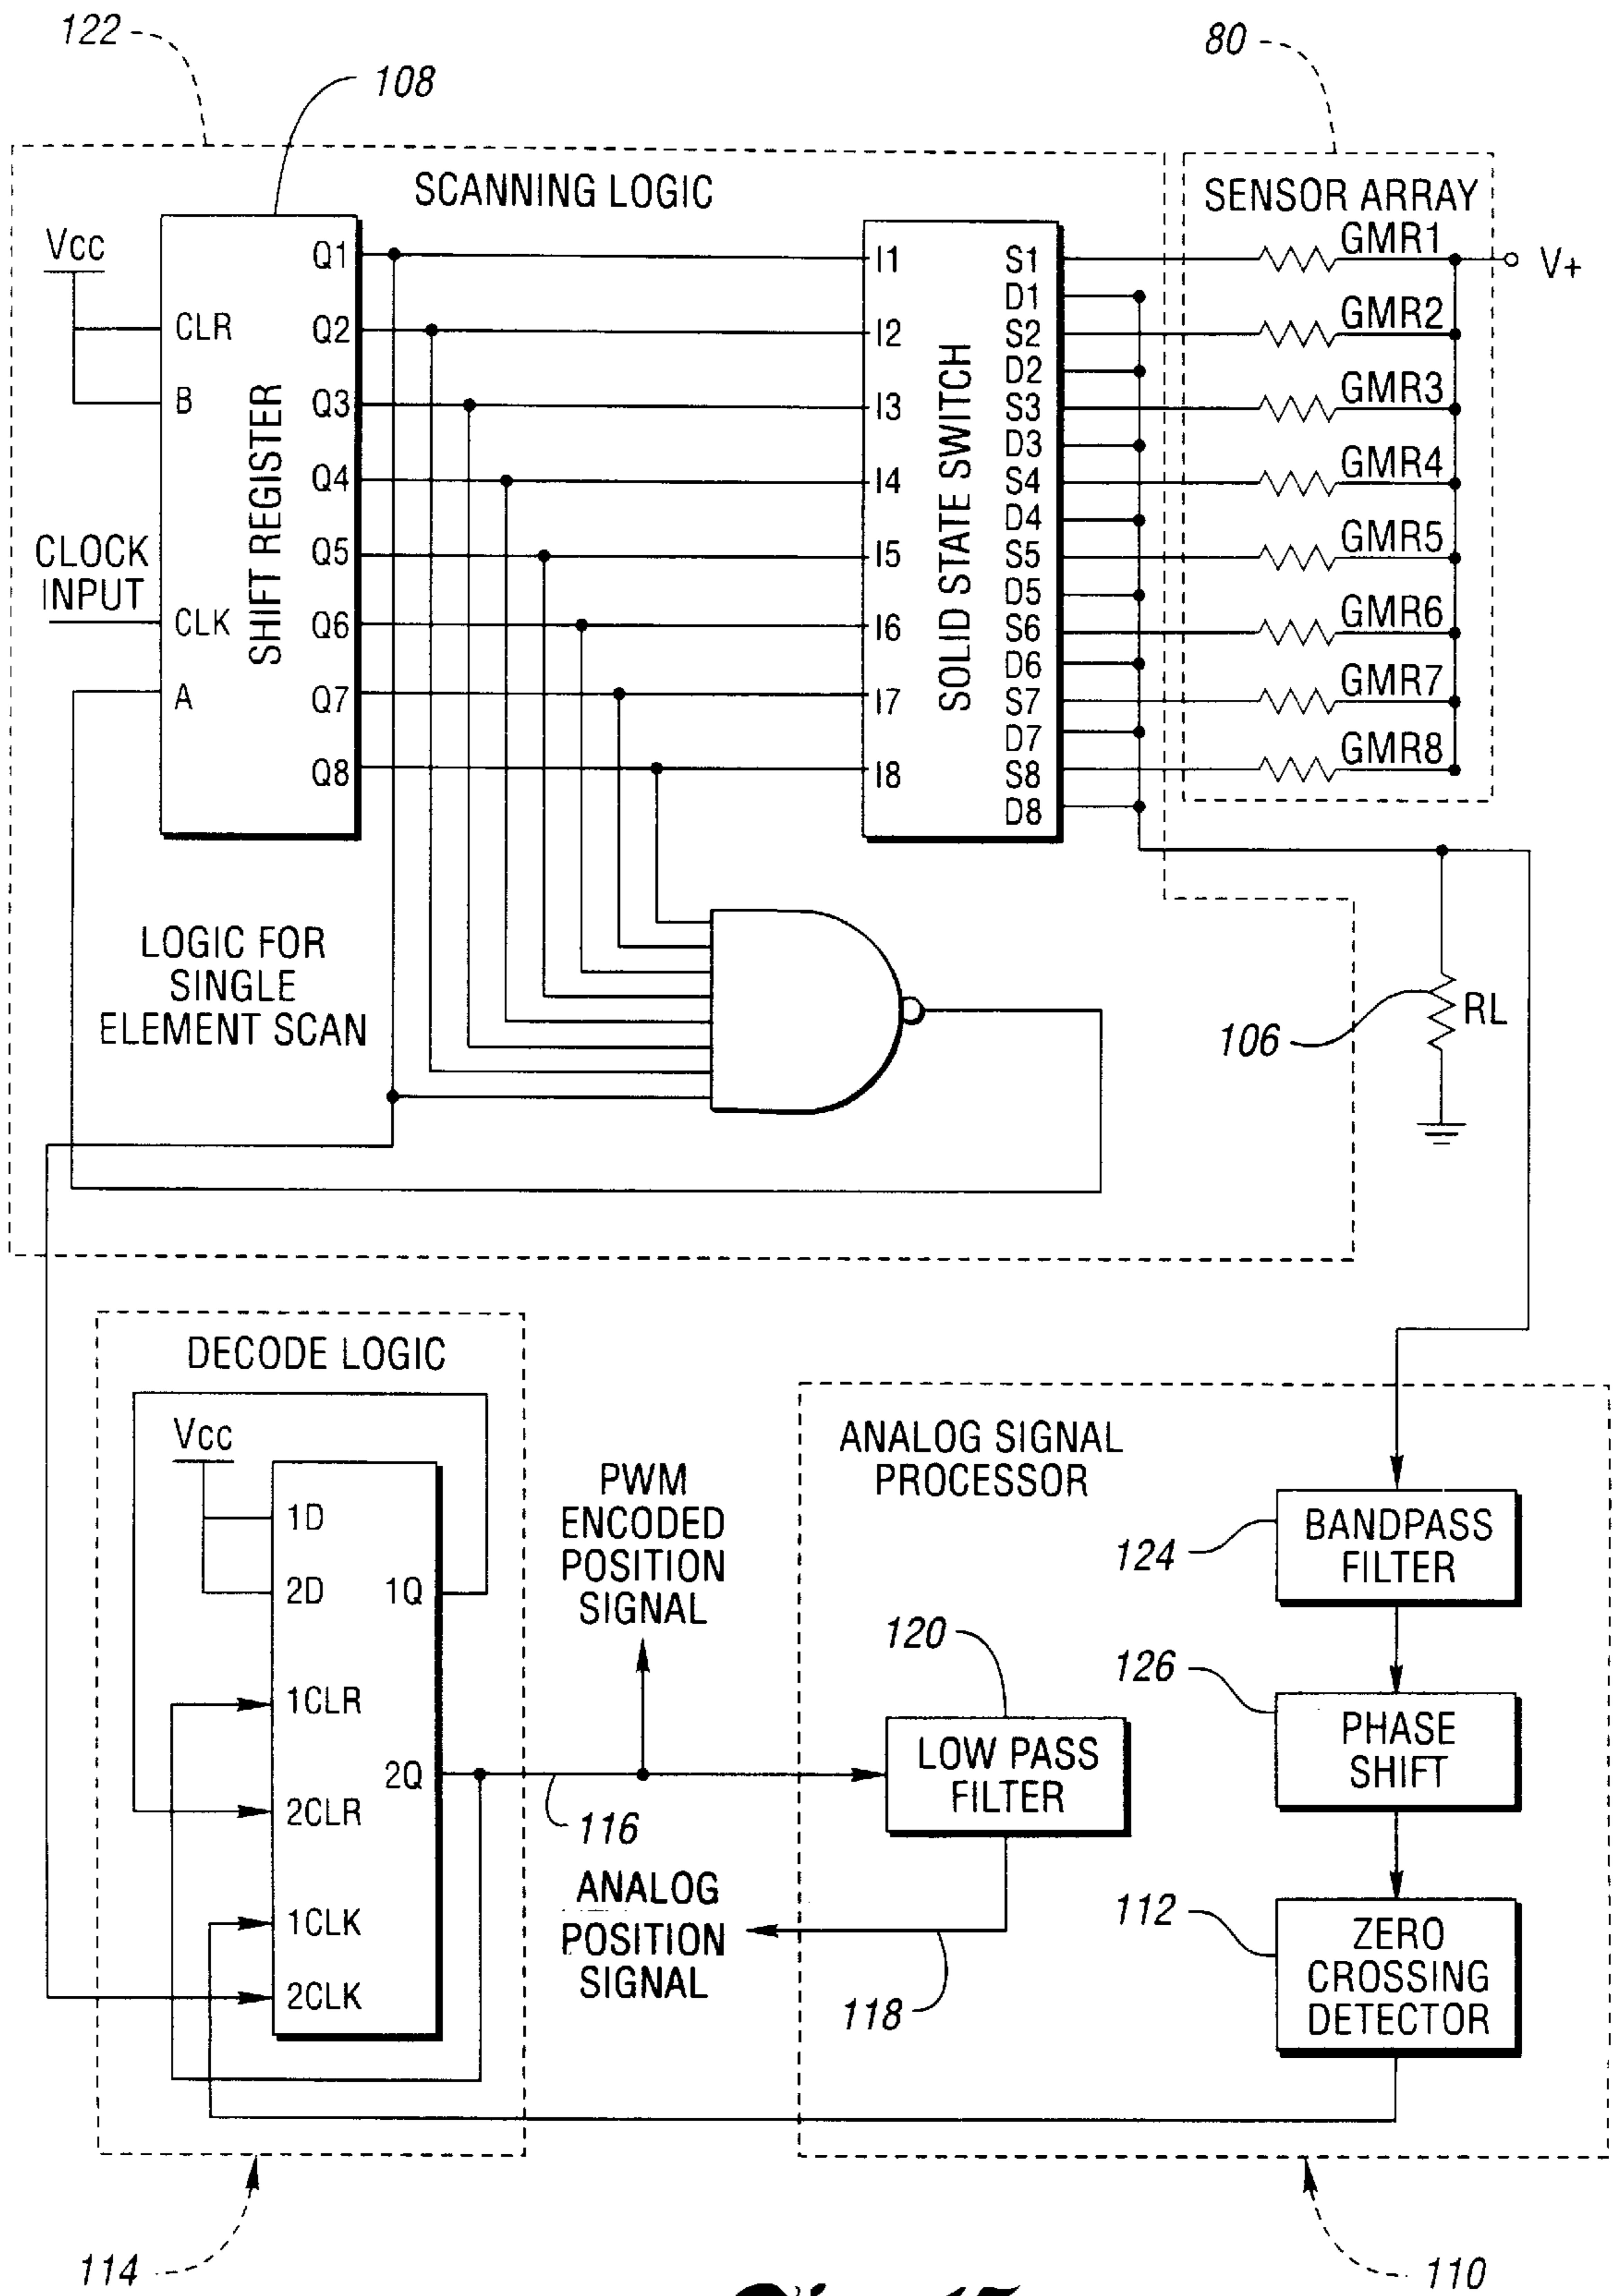 122
80
108
SCANNING LOGIC
SENSOR ARRAY
Vcc
CLR
B
CLOCK
INPUT
CLK
A
SHIFT REGISTER
Q1
Q2
Q3
Q4
Q5
Q6
Q7
Q8
I1
I2
I3
I4
I5
I6
I7
I8
SOLID STATE SWITCH
S1
D1
S2
D2
S3
D3
S4
D4
S5
D5
S6
D6
S7
D7
S8
D8
GMR1
GMR2
GMR3
GMR4
GMR5
GMR6
GMR7
GMR8
V+
LOGIC FOR
SINGLE
ELEMENT SCAN
106
RL
DECODE LOGIC
Vcc
1D
2D
1Q
1CLR
2Q
2CLR
1CLK
2CLK
PWM
ENCODED
POSITION
SIGNAL
116
ANALOG
POSITION
SIGNAL
118
ANALOG SIGNAL
PROCESSOR
120
LOW PASS
FILTER
124
BANDPASS
FILTER
126
PHASE
SHIFT
112
ZERO
CROSSING
DETECTOR
114
110